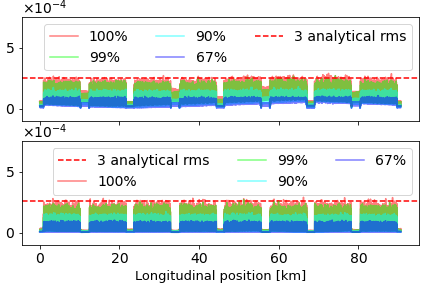 ×10⁻⁴
100% 90% 3 analytical rms
99% 67%
5
0
×10⁻⁴
3 analytical rms 99% 67%
100% 90%
5
0
0 20 40 60 80
Longitudinal position [km]